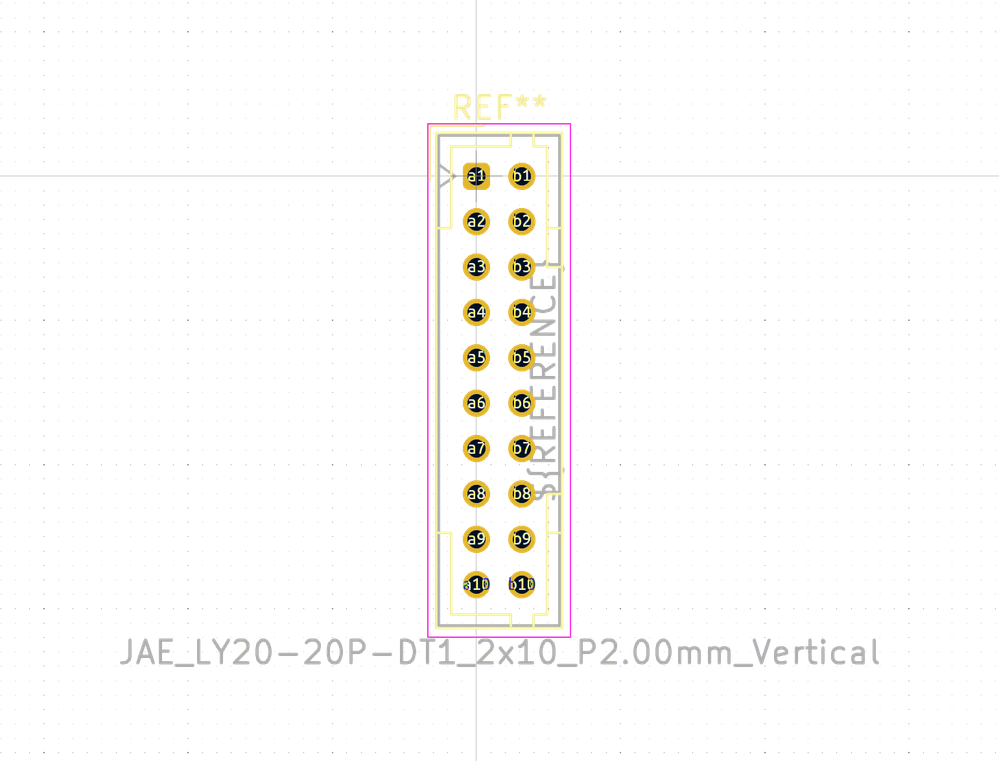 REF**
a1 b1
a2 b2
a3 b3
a4 b4
a5 b5
a6 b6
a7 b7
a8 b8
a9 b9
a10 b10
${REFERENCE}
JAE_LY20-20P-DT1_2x10_P2.00mm_Vertical